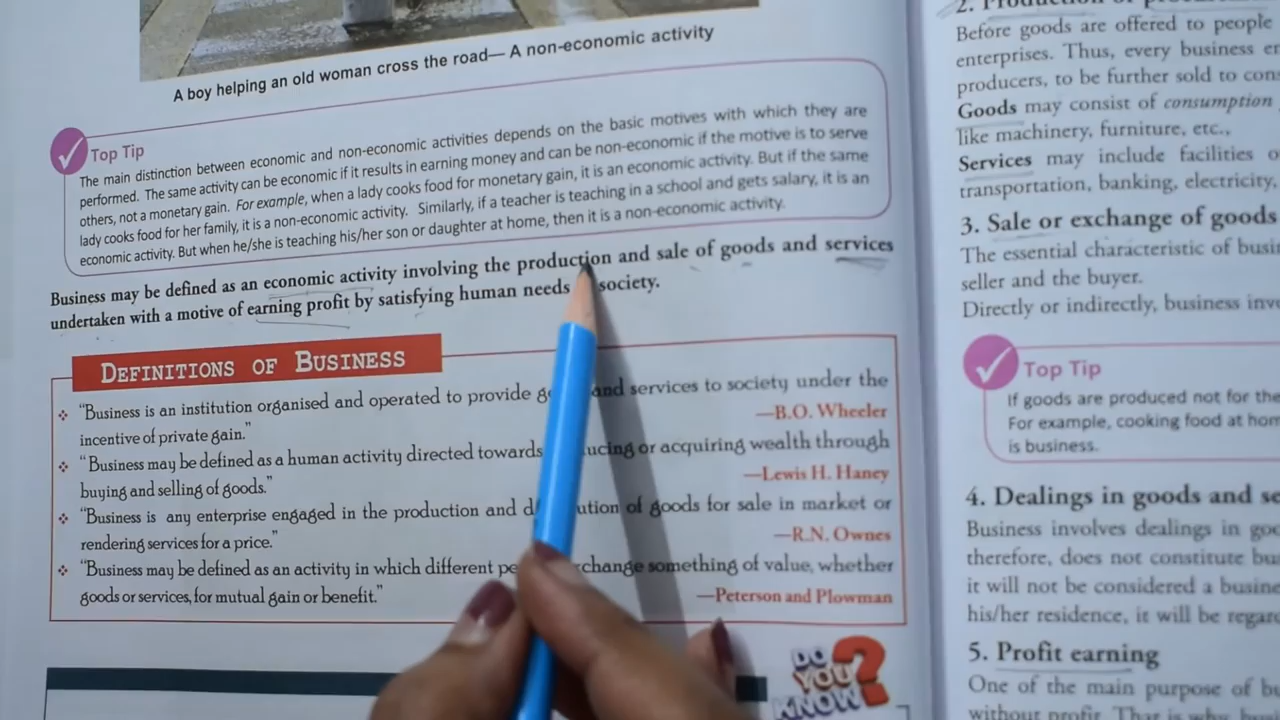 A boy helping an old woman cross the road— A non-economic activity
Top Tip
The main distinction between economic and non-economic activities depends on the basic motives with which they are
performed. The same activity can be economic if it results in earning money and can be non-economic if the motive is to serve
others, not a monetary gain. For example, when a lady cooks food for monetary gain, it is an economic activity. But if the same
lady cooks food for her family, it is a non-economic activity. Similarly, if a teacher is teaching in a school and gets salary, it is an
economic activity. But when he/she is teaching his/her son or daughter at home, then it is a non-economic activity.
Business may be defined as an economic activity involving the production and sale of goods and services
undertaken with a motive of earning profit by satisfying human needs society.
DEFINITIONS OF BUSINESS
❖ "Business is an institution organised and operated to provide and services to society under the
incentive of private gain."
—B.O. Wheeler
❖ "Business may be defined as a human activity directed towards or acquiring wealth through
buying and selling of goods."
—Lewis H. Haney
❖ "Business is any enterprise engaged in the production and of goods for sale in market or
rendering services for a price."
—R.N. Ownes
❖ "Business may be defined as an activity in which different something of value, whether
goods or services, for mutual gain or benefit."
—Peterson and Plowman
DO
YOU
KNOW
?
2.
Before goods are offered to people
enterprises. Thus, every business
producers, to be further sold to
Goods may consist of consumption
like machinery, furniture, etc.,
Services may include facilities
transportation, banking, electricity,
3. Sale or exchange of goods
The essential characteristic of
seller and the buyer.
Directly or indirectly, business
Top Tip
If goods are produced not for the
For example, cooking food at
is business.
4. Dealings in goods and
Business involves dealings in
therefore, does not constitute
it will not be considered a
his/her residence, it will be
5. Profit earning
One of the main purpose of
without profit.